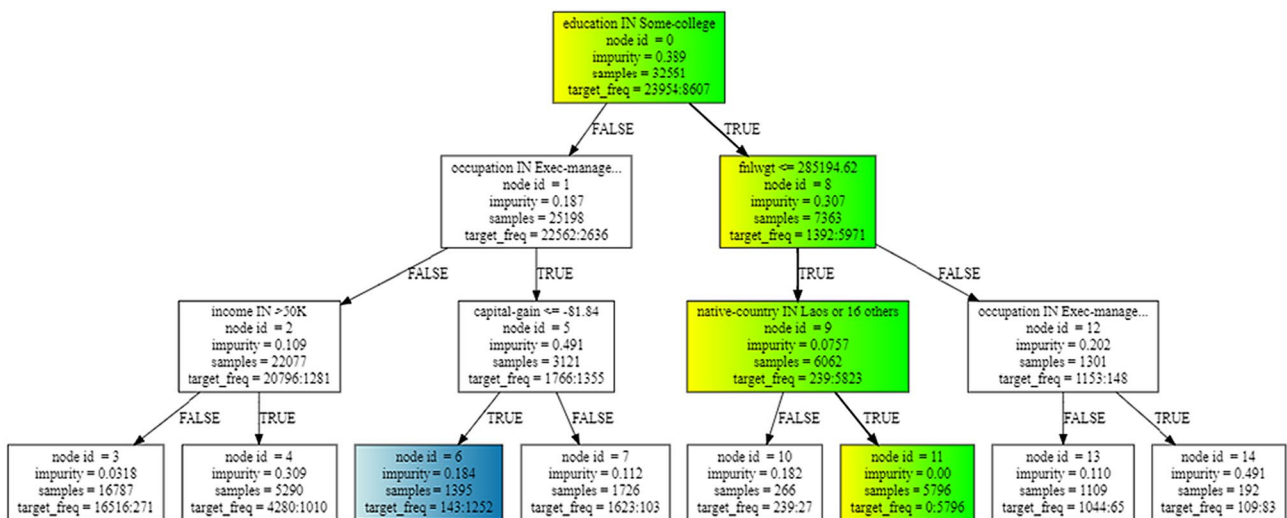 education IN Some-college
node id = 0
impurity = 0.389
samples = 32561
target_freq = 23954:8607
FALSE
TRUE
occupation IN Exec-manage...
node id = 1
impurity = 0.187
samples = 25198
target_freq = 22562:2636
fnlwgt <= 285194.62
node id = 8
impurity = 0.307
samples = 7363
target_freq = 1392:5971
FALSE
TRUE
TRUE
FALSE
income IN >50K
node id = 2
impurity = 0.109
samples = 22077
target_freq = 20796:1281
capital-gain <= -81.84
node id = 5
impurity = 0.491
samples = 3121
target_freq = 1766:1355
native-country IN Laos or 16 others
node id = 9
impurity = 0.0757
samples = 6062
target_freq = 239:5823
occupation IN Exec-manage...
node id = 12
impurity = 0.202
samples = 1301
target_freq = 1153:148
FALSE
TRUE
TRUE
FALSE
FALSE
TRUE
FALSE
TRUE
node id = 3
impurity = 0.0318
samples = 16787
target_freq = 16516:271
node id = 4
impurity = 0.309
samples = 5290
target_freq = 4280:1010
node id = 6
impurity = 0.184
samples = 1395
target_freq = 143:1252
node id = 7
impurity = 0.112
samples = 1726
target_freq = 1623:103
node id = 10
impurity = 0.182
samples = 266
target_freq = 239:27
node id = 11
impurity = 0.00
samples = 5796
target_freq = 0:5796
node id = 13
impurity = 0.110
samples = 1109
target_freq = 1044:65
node id = 14
impurity = 0.491
samples = 192
target_freq = 109:83